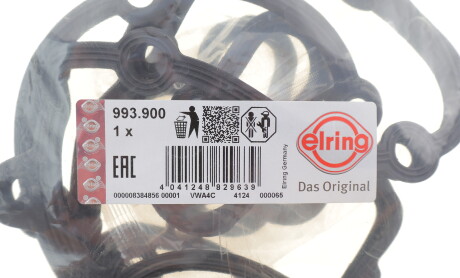 993.900
1 x
EAC
4 041248 829639
000008384856 00001 VWA4C 4124 000065
Elring Germany
elring
Das Original